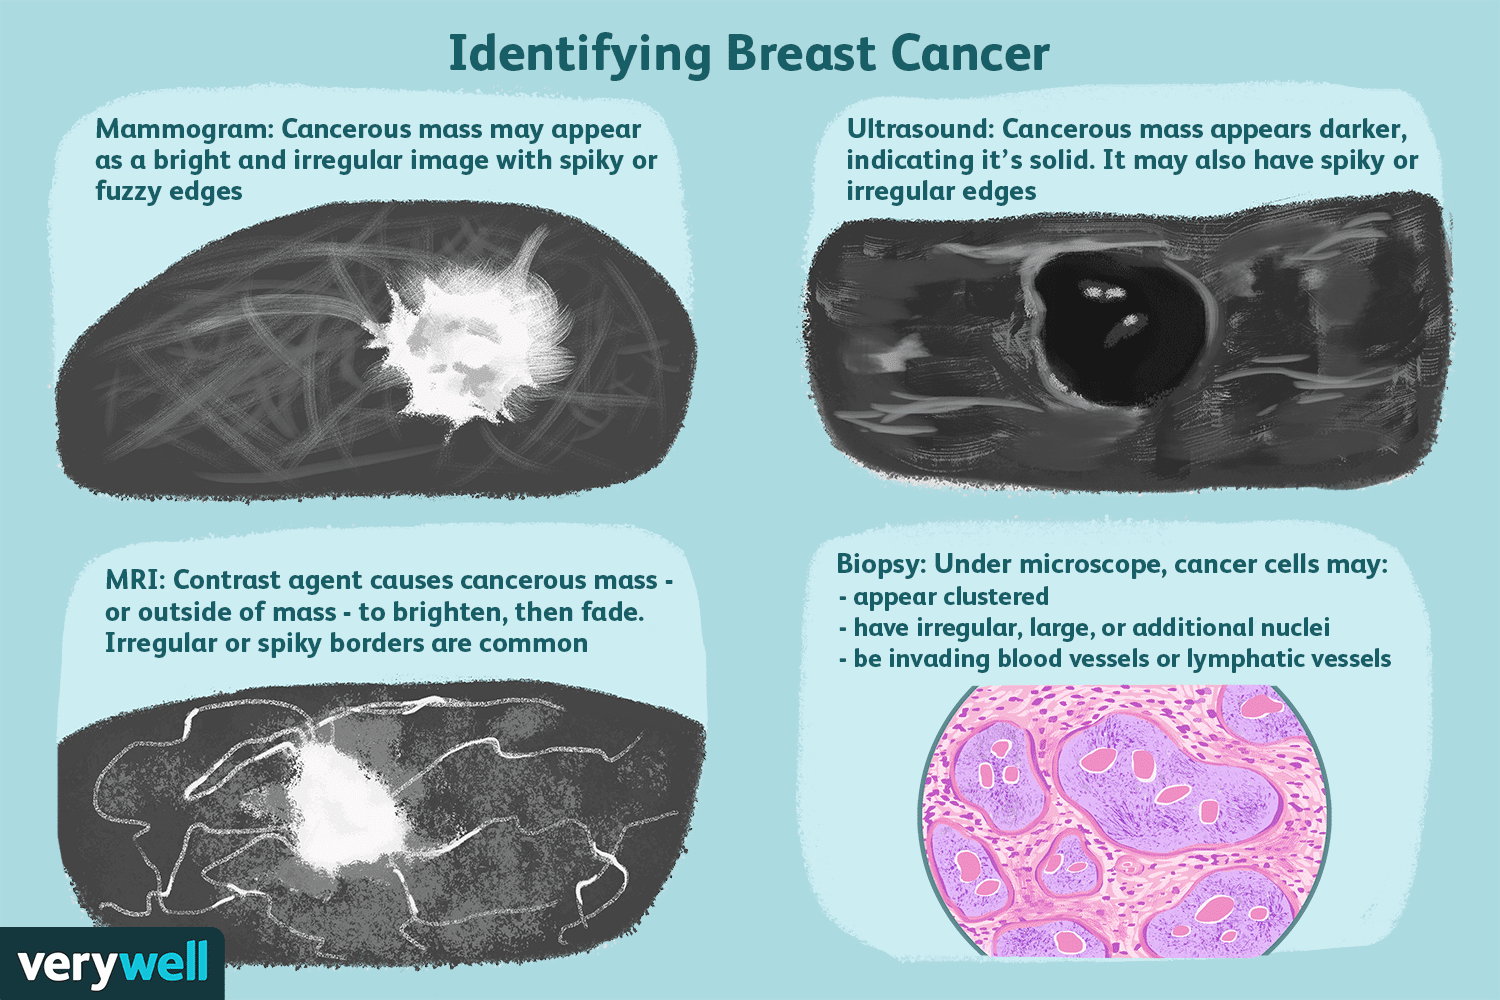 Identifying Breast Cancer
Mammogram: Cancerous mass may appear
as a bright and irregular image with spiky or
fuzzy edges
Ultrasound: Cancerous mass appears darker,
indicating it's solid. It may also have spiky or
irregular edges
MRI: Contrast agent causes cancerous mass -
or outside of mass - to brighten, then fade.
Irregular or spiky borders are common
Biopsy: Under microscope, cancer cells may:
- appear clustered
- have irregular, large, or additional nuclei
- be invading blood vessels or lymphatic vessels
verywell